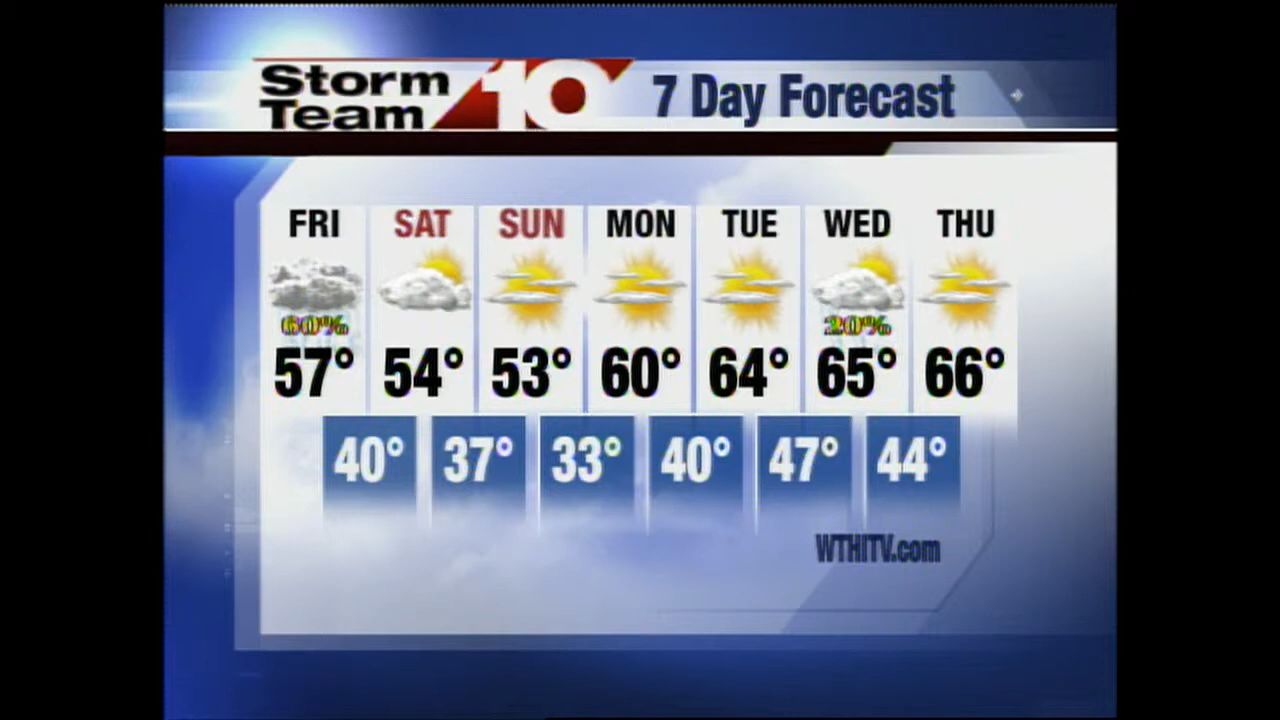 Storm Team 10 7 Day Forecast
FRI SAT SUN MON TUE WED THU
60% 20%
57° 54° 53° 60° 64° 65° 66°
40° 37° 33° 40° 47° 44°
WTHITV.com